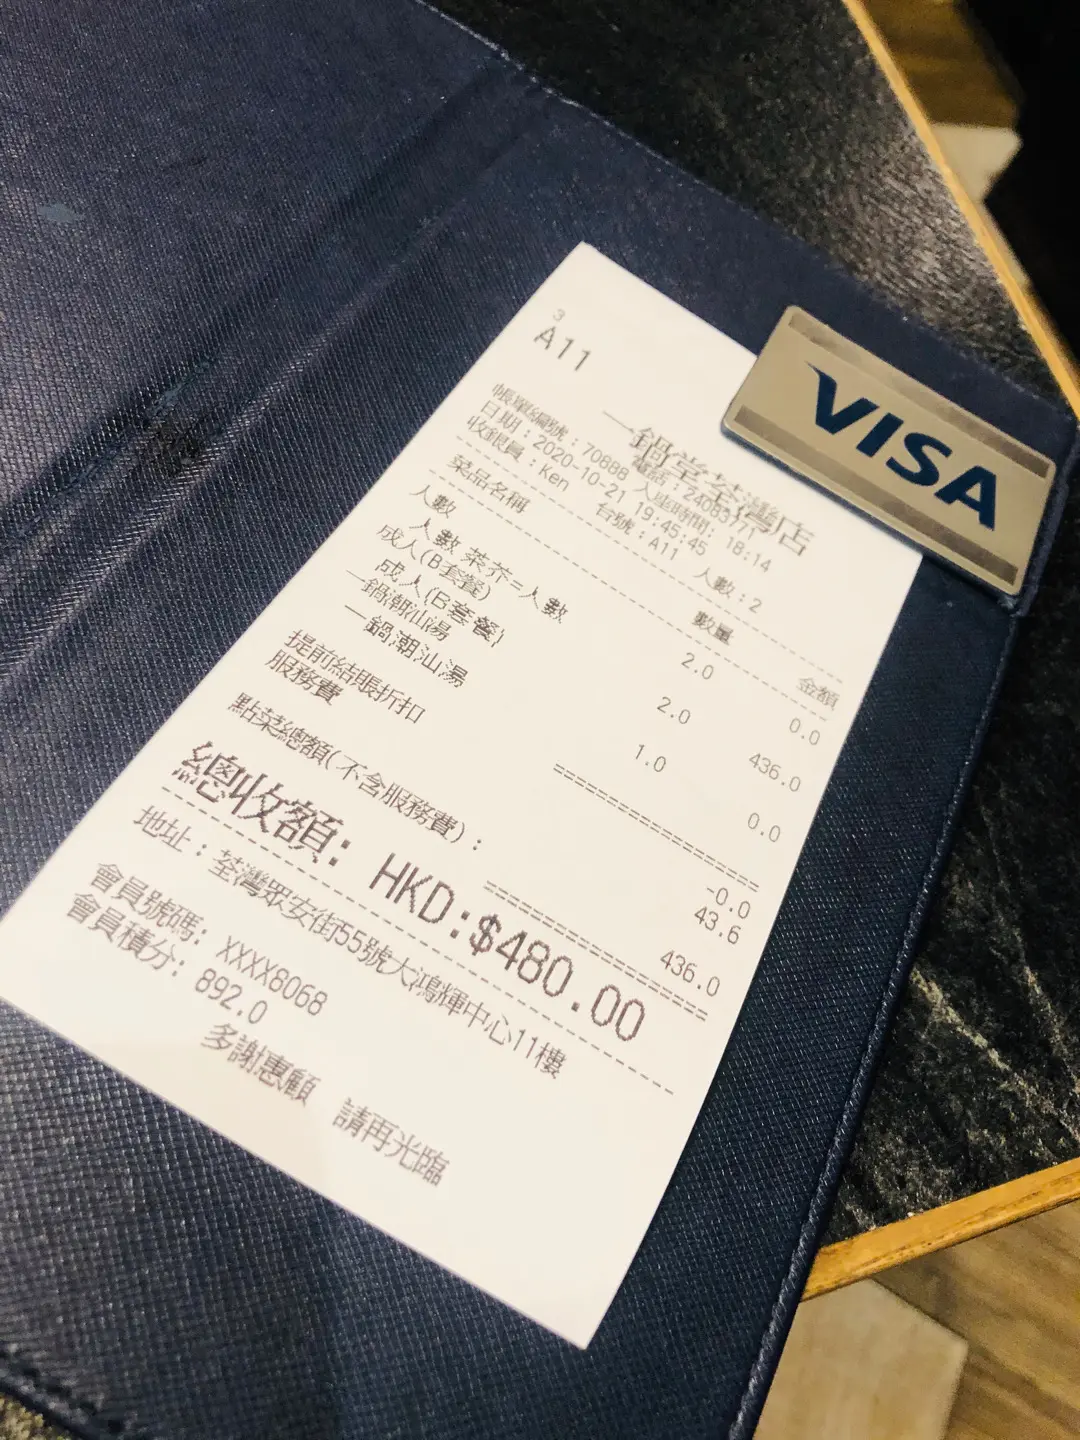 3
A11
一鍋堂荃灣店
電話：24083771
帳單編號：70888 入座時間： 18:14
日期：2020-10-21 19:45:45
收銀員：Ken 台號：A11 人數：2
菜品名稱 數量 金額
人數 2.0 0.0
人數 菜芥=人數
成人(B套餐) 2.0 436.0
成人(B套餐)
一鍋潮汕湯 1.0 0.0
一鍋潮汕湯
提前結賬折扣 -0.0
服務費 43.6
點菜總額(不含服務費)： 436.0
總收額: HKD:$480.00
地址：荃灣眾安街55號大鴻輝中心11樓
會員號碼: XXXX8068
會員積分: 892.0
多謝惠顧 請再光臨
VISA